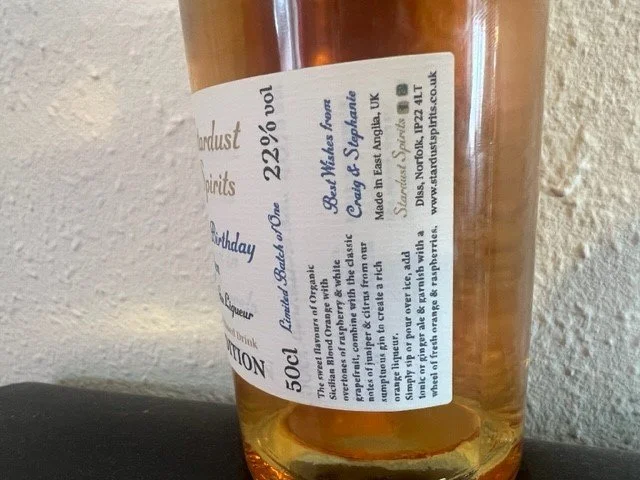 ardust
Spirits
Birthday
Liqueur
drink
ITION
Limited Batch of One
50cl 22% vol
The sweet flavours of Organic
Sicilian Blond Orange with
overtones of raspberry & white
grapefruit, combine with the classic
notes of juniper & citrus from our
sumptuous gin to create a rich
orange liqueur.
Simply sip or pour over ice, add
tonic or ginger ale & garnish with a
wheel of fresh orange & raspberries.
Best Wishes from
Craig & Stephanie
Made in East Anglia, UK
Stardust Spirits
Diss, Norfolk, IP22 4LT
www.stardustspirits.co.uk